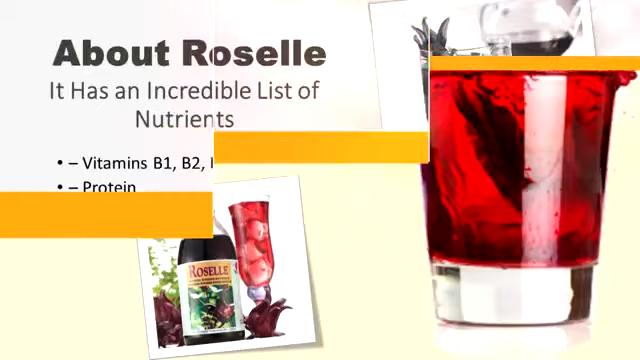 About Roselle
It Has an Incredible List of
Nutrients
• – Vitamins B1, B2,
• – Protein
ROSELLE